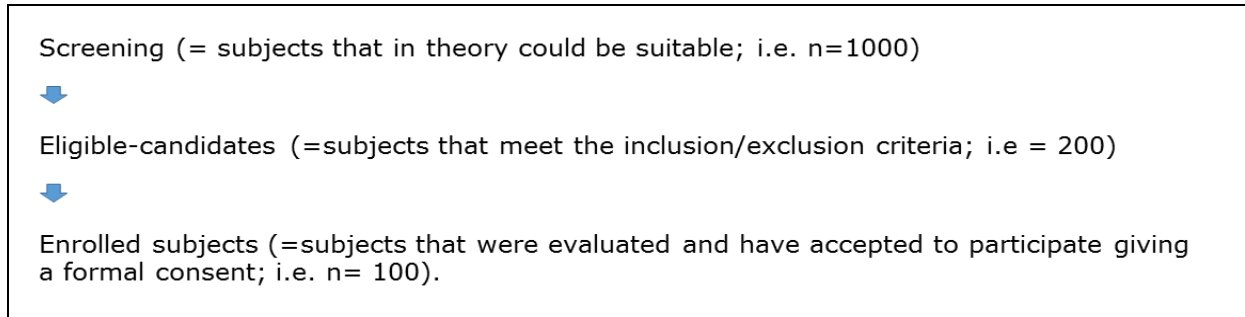 Screening (= subjects that in theory could be suitable; i.e. n=1000)
Eligible-candidates (=subjects that meet the inclusion/exclusion criteria; i.e = 200)
Enrolled subjects (=subjects that were evaluated and have accepted to participate giving
a formal consent; i.e. n= 100).